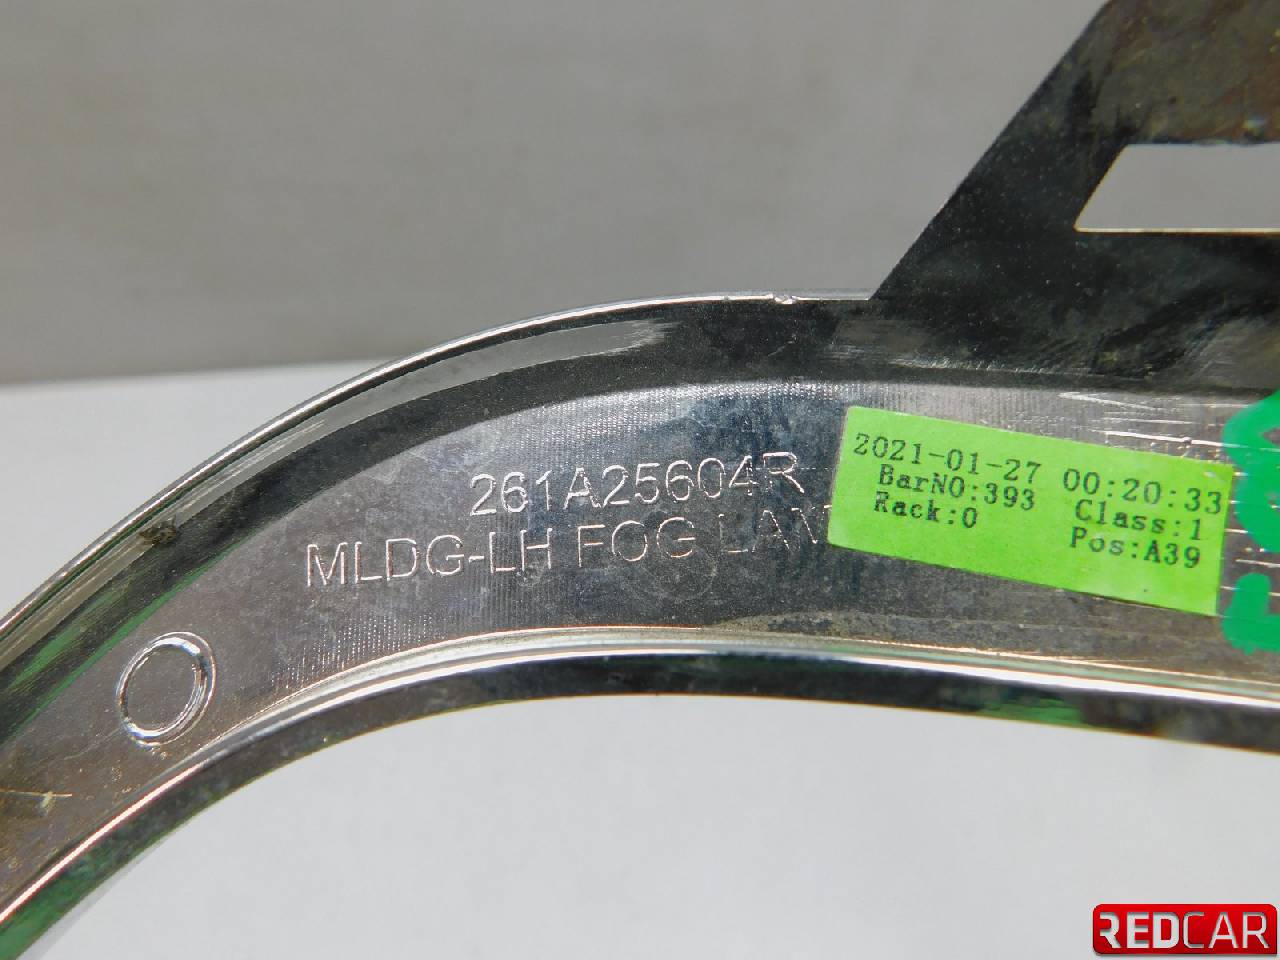 261A25604R
MLDG-LH FOG LAM
2021-01-27 00:20:33
BarNO:393 Class:1
Rack:0 Pos:A39
REDCAR